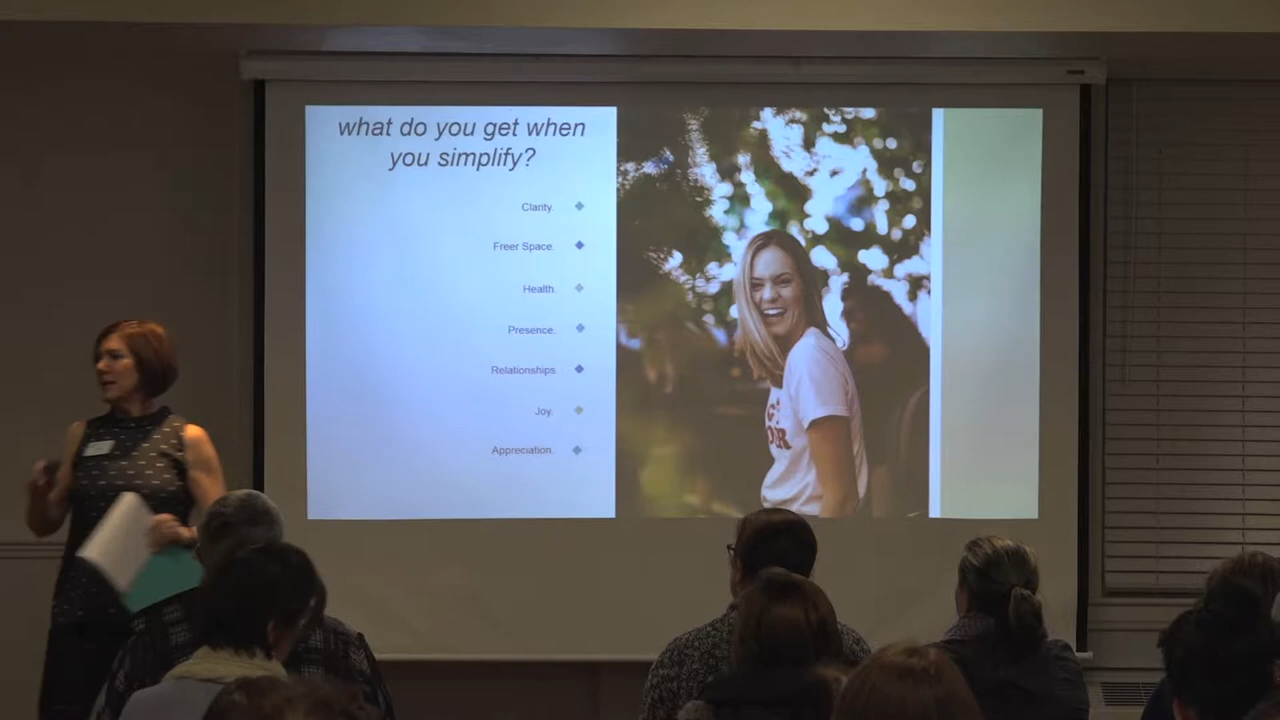 what do you get when
you simplify?
Clarity.
Freer Space.
Health.
Presence.
Relationships.
Joy.
Appreciation.